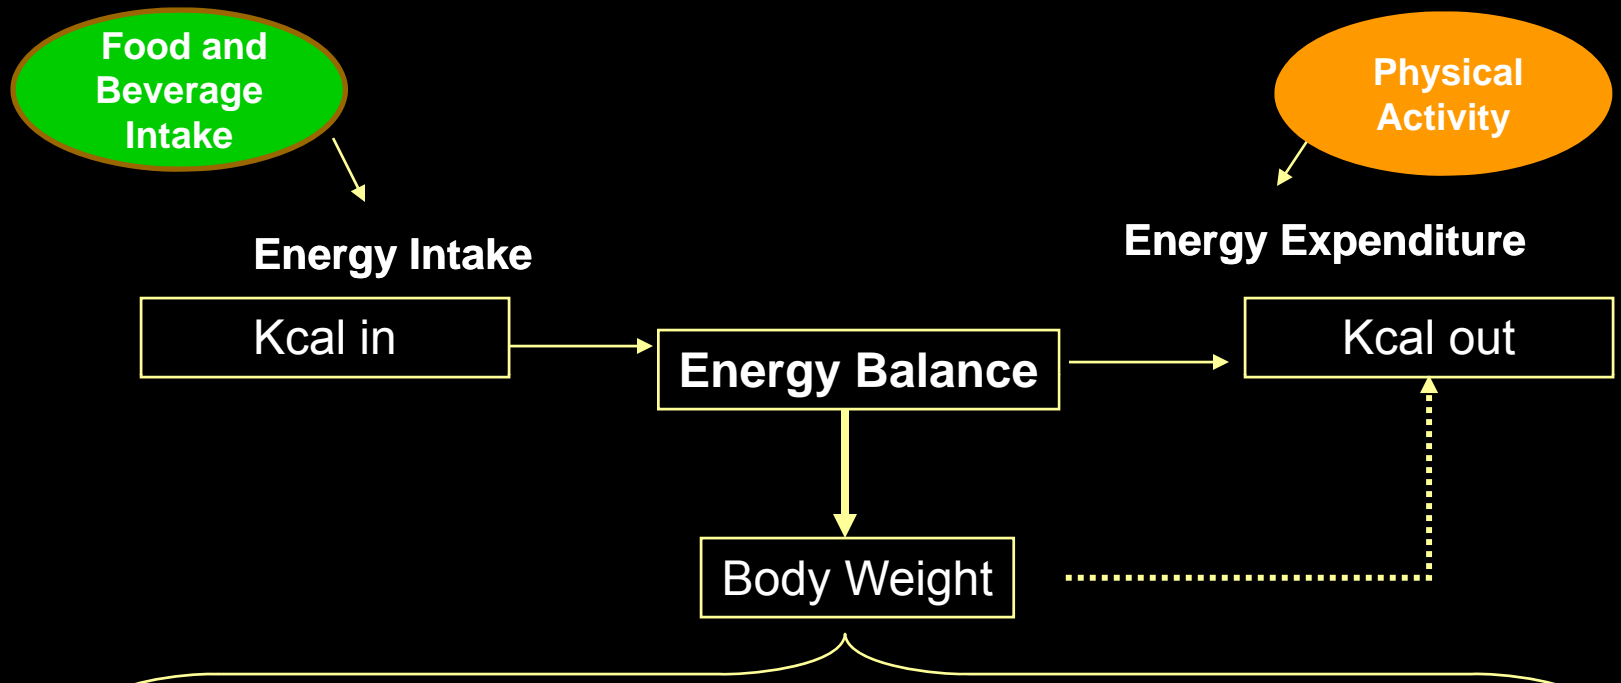 Food and
Beverage
Intake
Physical
Activity
Energy Intake
Energy Expenditure
Kcal in
Energy Balance
Kcal out
Body Weight